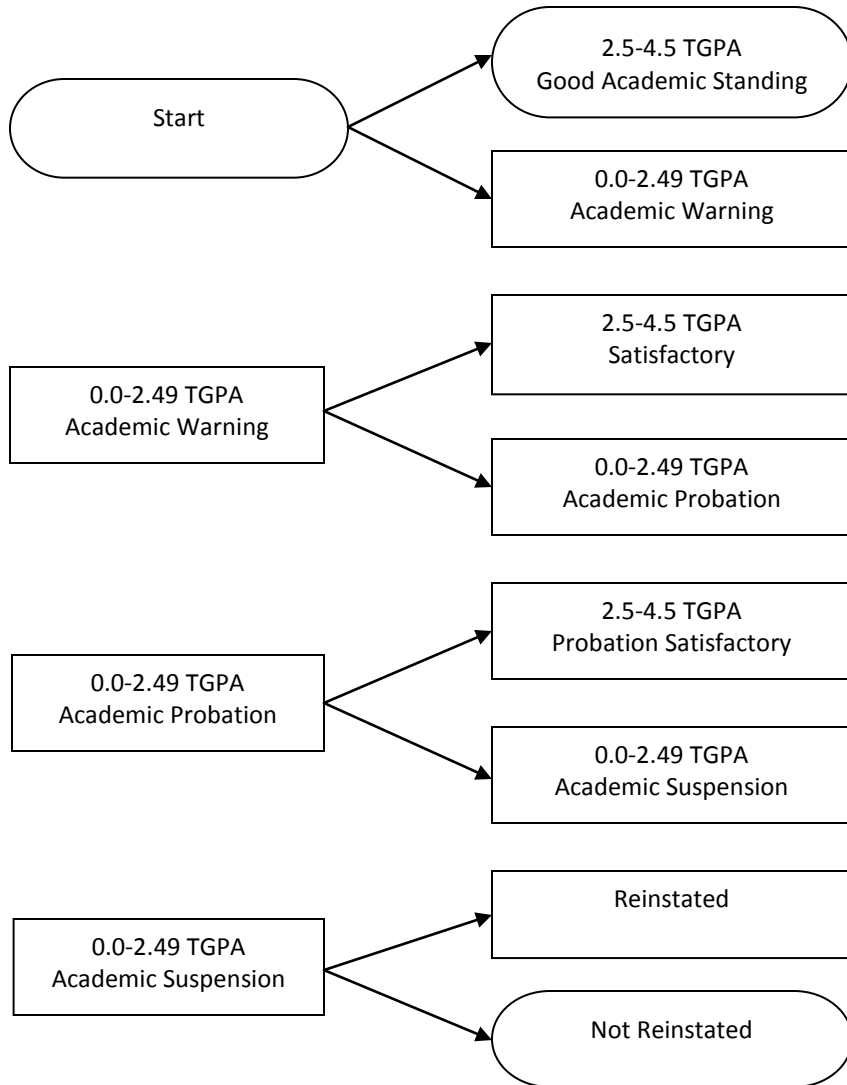 Start
2.5-4.5 TGPA
Good Academic Standing
0.0-2.49 TGPA
Academic Warning
0.0-2.49 TGPA
Academic Warning
2.5-4.5 TGPA
Satisfactory
0.0-2.49 TGPA
Academic Probation
0.0-2.49 TGPA
Academic Probation
2.5-4.5 TGPA
Probation Satisfactory
0.0-2.49 TGPA
Academic Suspension
0.0-2.49 TGPA
Academic Suspension
Reinstated
Not Reinstated